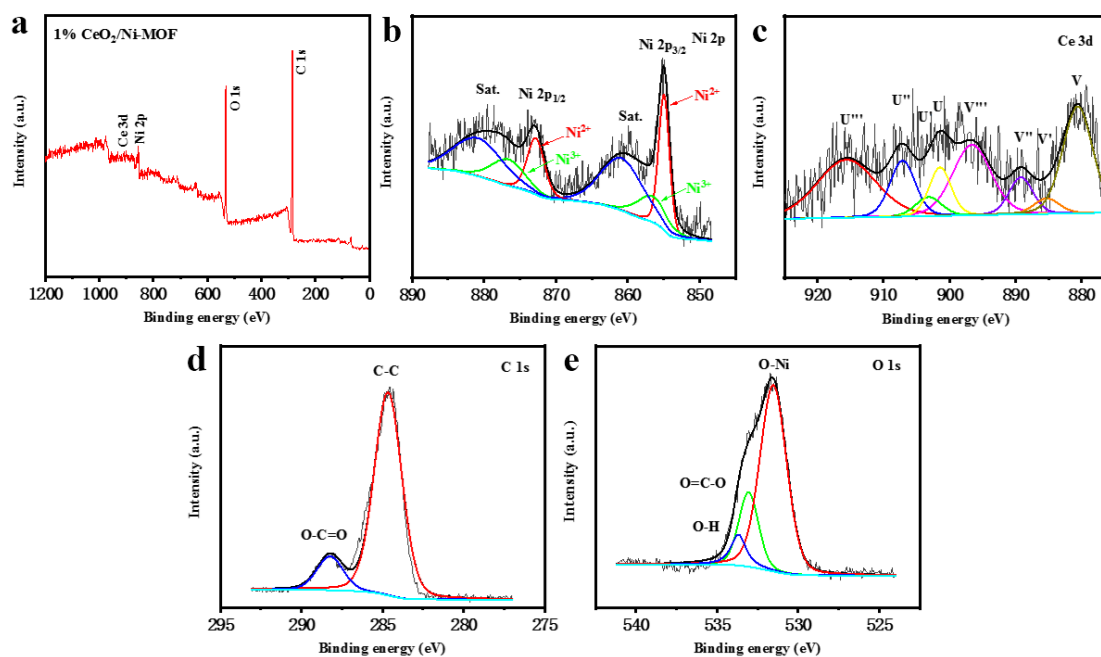 a
1% CeO2/Ni-MOF
Intensity (a.u.)
Ce 3d
Ni 2p
O 1s
C 1s
1200 1000 800 600 400 200 0
Binding energy (eV)
b
Ni 2p3/2 Ni 2p
Sat. Ni 2p1/2
Sat.
Ni2+
Ni2+
Ni3+
Ni3+
Intensity (a.u.)
890 880 870 860 850
Binding energy (eV)
c
Ce 3d
U''' U'' U' U V''' V'' V' V
Intensity (a.u.)
920 910 900 890 880
Binding energy (eV)
d
C 1s
C-C
O-C=O
Intensity (a.u.)
295 290 285 280 275
Binding energy (eV)
e
O-Ni O 1s
O=C-O
O-H
Intensity (a.u.)
540 535 530 525
Binding energy (eV)